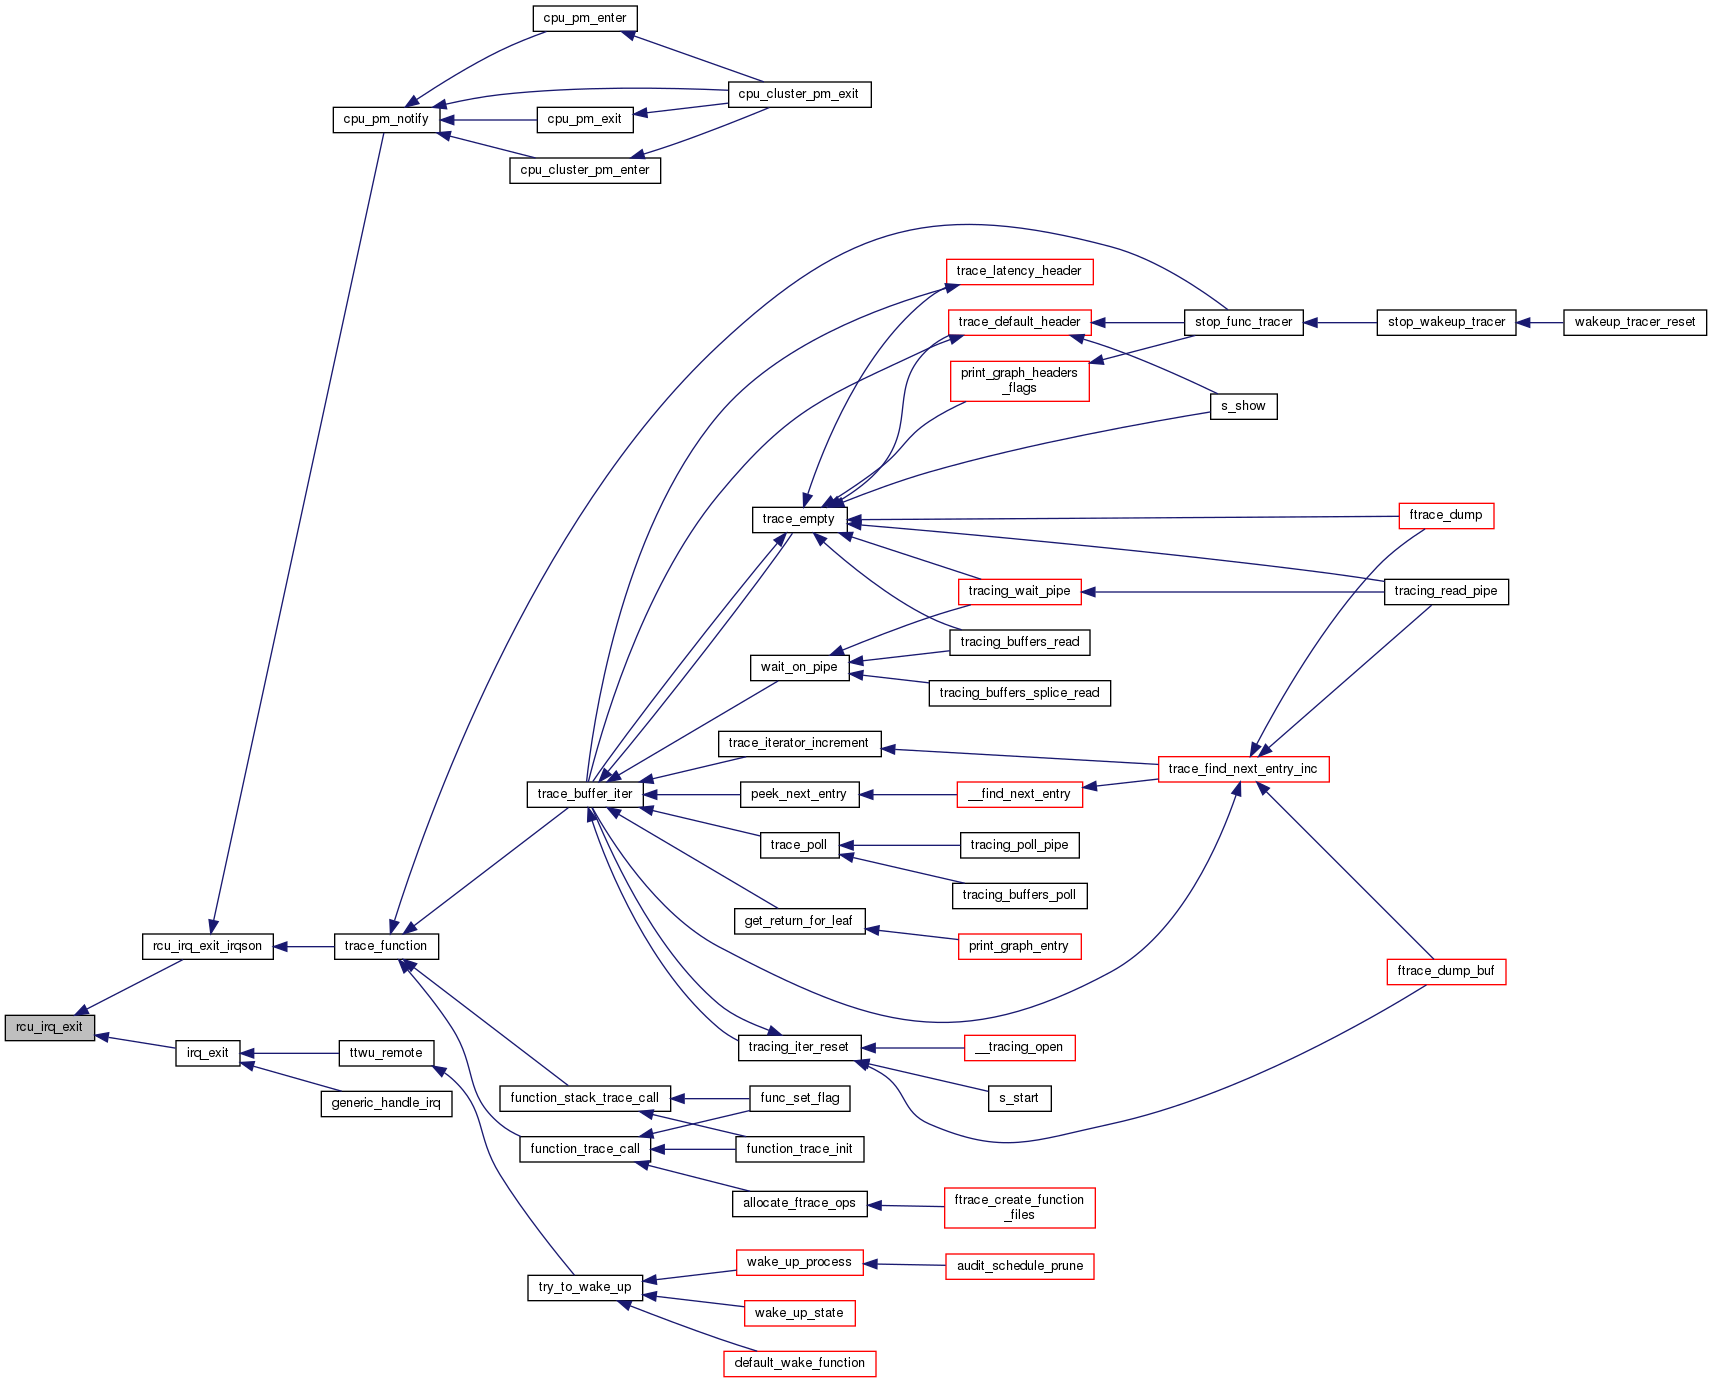 cpu_pm_enter
cpu_cluster_pm_exit
cpu_pm_notify
cpu_pm_exit
cpu_cluster_pm_enter
trace_latency_header
trace_default_header
stop_func_tracer
stop_wakeup_tracer
wakeup_tracer_reset
print_graph_headers
_flags
s_show
trace_empty
ftrace_dump
tracing_wait_pipe
tracing_read_pipe
tracing_buffers_read
wait_on_pipe
tracing_buffers_splice_read
trace_iterator_increment
trace_find_next_entry_inc
trace_buffer_iter
peek_next_entry
__find_next_entry
trace_poll
tracing_poll_pipe
tracing_buffers_poll
get_return_for_leaf
print_graph_entry
rcu_irq_exit_irqson
trace_function
ftrace_dump_buf
rcu_irq_exit
irq_exit
ttwu_remote
tracing_iter_reset
__tracing_open
generic_handle_irq
function_stack_trace_call
func_set_flag
s_start
function_trace_call
function_trace_init
allocate_ftrace_ops
ftrace_create_function
_files
try_to_wake_up
wake_up_process
audit_schedule_prune
wake_up_state
default_wake_function